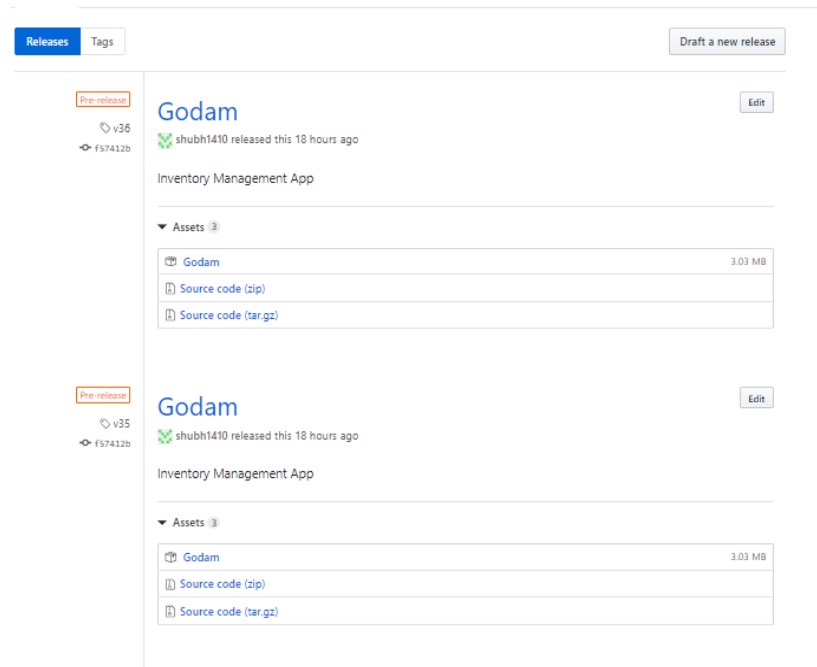 Releases Tags Draft a new release
Pre-release
v36
f57412b
Godam
Edit
shubh1410 released this 18 hours ago
Inventory Management App
Assets 3
Godam 3.03 MB
Source code (zip)
Source code (tar.gz)
Pre-release
v35
f57412b
Godam
Edit
shubh1410 released this 18 hours ago
Inventory Management App
Assets 3
Godam 3.03 MB
Source code (zip)
Source code (tar.gz)